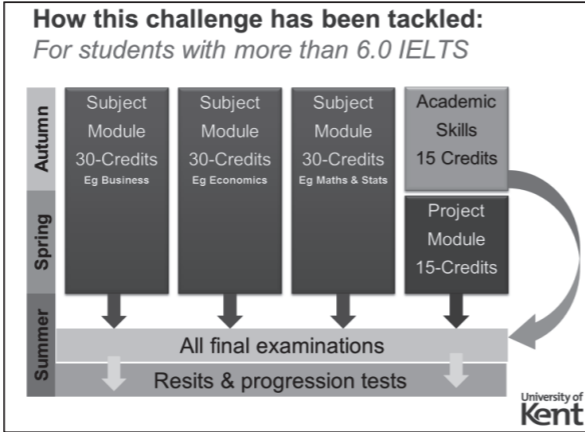 How this challenge has been tackled:
For students with more than 6.0 IELTS
Autumn
Subject
Module
30-Credits
Eg Business
Subject
Module
30-Credits
Eg Economics
Subject
Module
30-Credits
Eg Maths & Stats
Academic
Skills
15 Credits
Spring
Project
Module
15-Credits
Summer
All final examinations
Resits & progression tests
University of
Kent